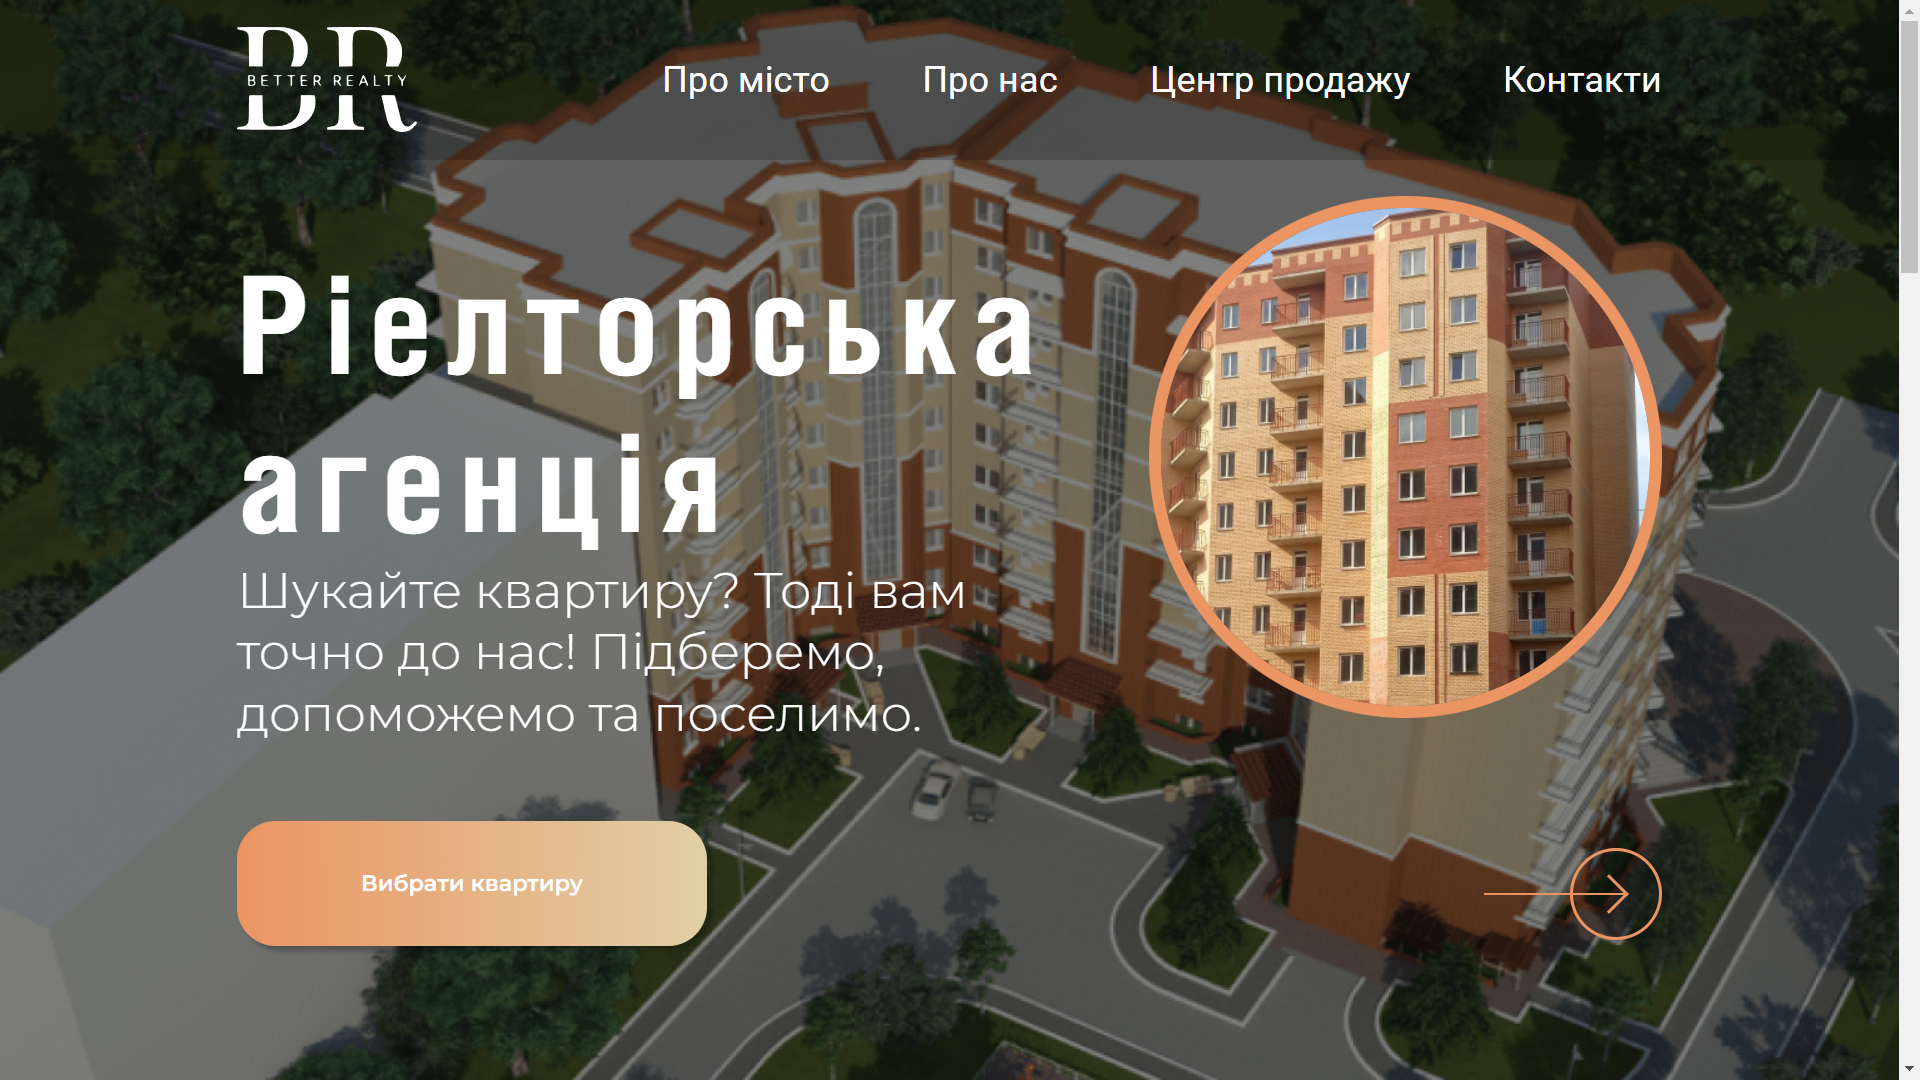 BR
BETTER REALTY
Про місто
Про нас
Центр продажу
Контакти
Ріелторська
агенція
Шукайте квартиру? Тоді вам
точно до нас! Підберемо,
допоможемо та поселимо.
Вибрати квартиру